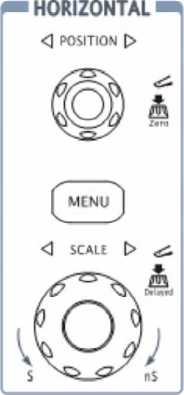 HORIZONTAL
POSITION
Zero
MENU
SCALE
Delayed
S nS